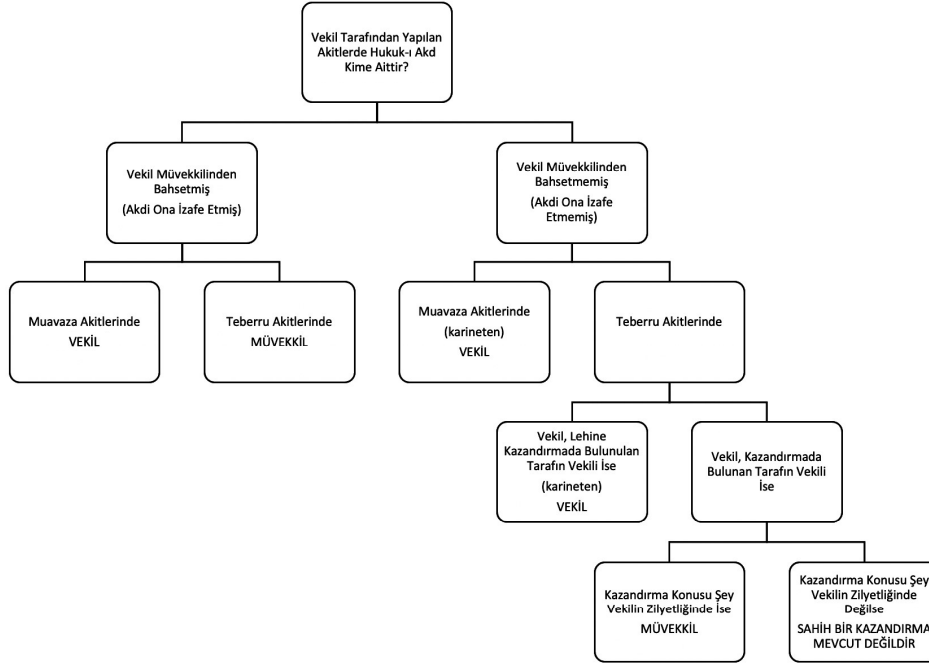 Vekil Tarafından Yapılan
Akitlerde Hukuk-ı Akd
Kime Aittir?
Vekil Müvekkilinden
Bahsetmiş
(Akdi Ona İzafe Etmiş)
Vekil Müvekkilinden
Bahsetmemiş
(Akdi Ona İzafe
Etmemiş)
Muavaza Akitlerinde
VEKİL
Teberru Akitlerinde
MÜVEKKİL
Muavaza Akitlerinde
(karineten)
VEKİL
Teberru Akitlerinde
Vekil, Lehine
Kazandırmada Bulunulan
Tarafın Vekili İse
(karineten)
VEKİL
Vekil, Kazandırmada
Bulunan Tarafın Vekili
İse
Kazandırma Konusu Şey
Vekilin Zilyetliğinde İse
MÜVEKKİL
Kazandırma Konusu Şey
Vekilin Zilyetliğinde
Değilse
SAHİH BİR KAZANDIRMA
MEVCUT DEĞİLDİR